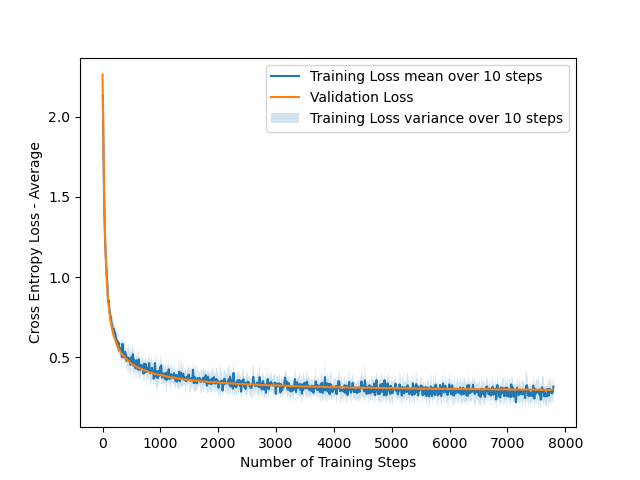 Training Loss mean over 10 steps
Validation Loss
Training Loss variance over 10 steps
Cross Entropy Loss - Average
2.0
1.5
1.0
0.5
0 1000 2000 3000 4000 5000 6000 7000 8000
Number of Training Steps